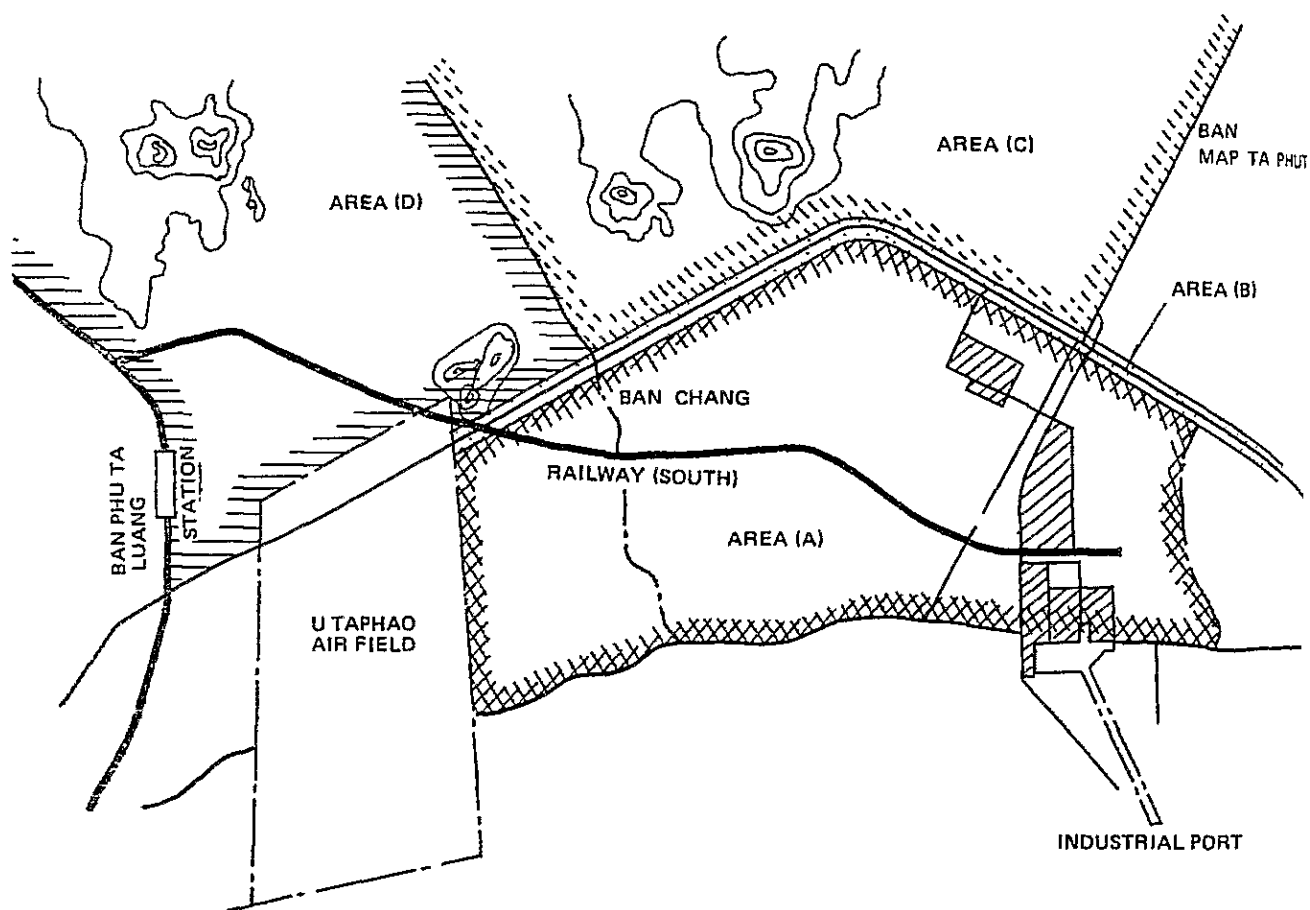 AREA (C)
BAN
MAP TA PHUT
AREA (D)
AREA (B)
BAN CHANG
RAILWAY (SOUTH)
BAN PHU TA
LUANG
STATION
AREA (A)
U TAPHAO
AIR FIELD
INDUSTRIAL PORT